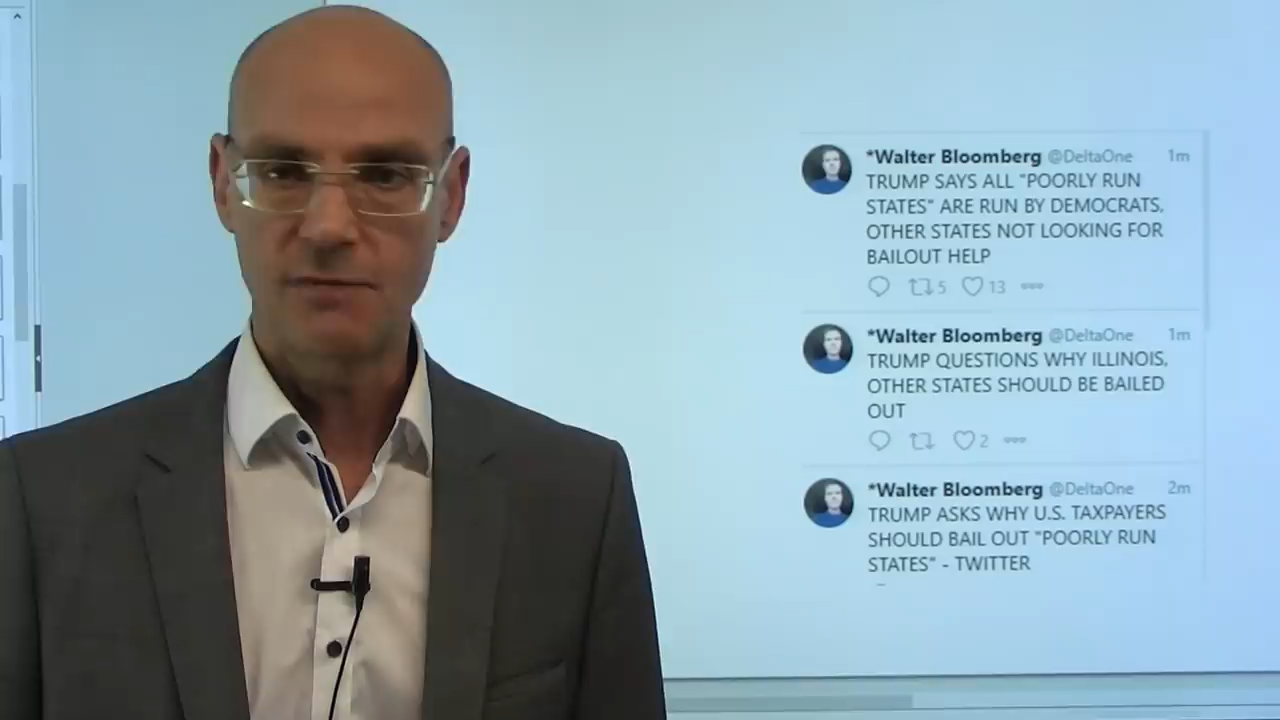 *Walter Bloomberg @DeltaOne 1m
TRUMP SAYS ALL "POORLY RUN
STATES" ARE RUN BY DEMOCRATS,
OTHER STATES NOT LOOKING FOR
BAILOUT HELP
5 13
*Walter Bloomberg @DeltaOne 1m
TRUMP QUESTIONS WHY ILLINOIS,
OTHER STATES SHOULD BE BAILED
OUT
2
*Walter Bloomberg @DeltaOne 2m
TRUMP ASKS WHY U.S. TAXPAYERS
SHOULD BAIL OUT "POORLY RUN
STATES" - TWITTER